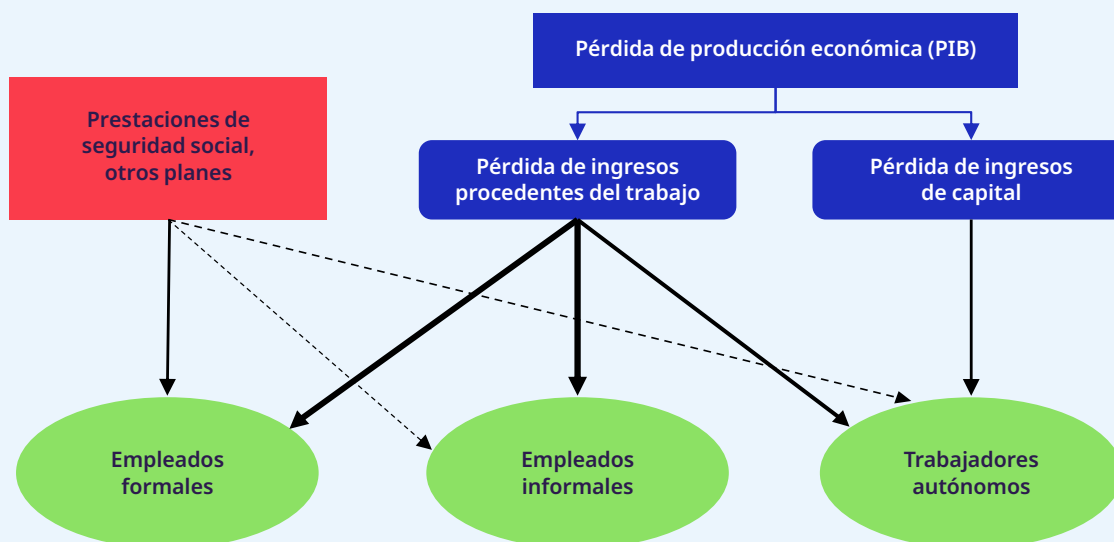 Pérdida de producción económica (PIB)
Prestaciones de
seguridad social,
otros planes
Pérdida de ingresos
procedentes del trabajo
Pérdida de ingresos
de capital
Empleados
formales
Empleados
informales
Trabajadores
autónomos